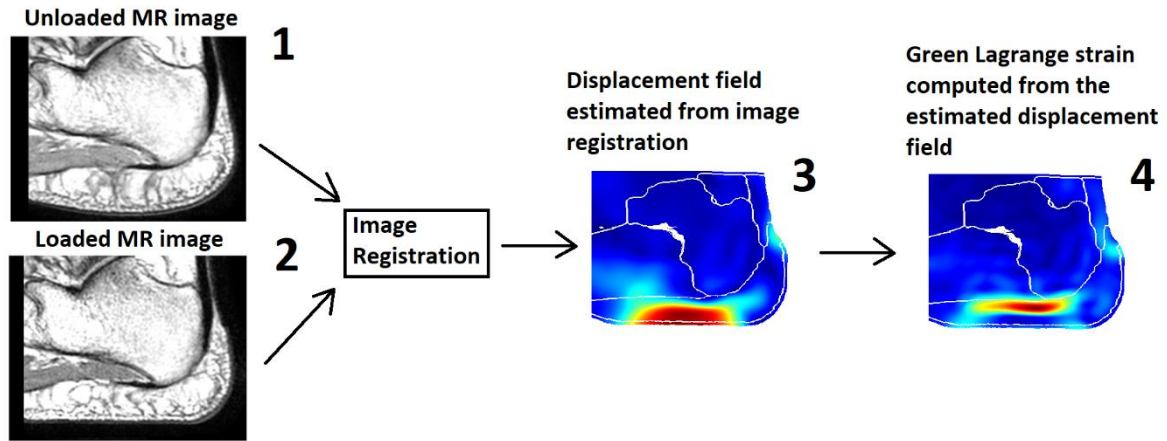 Unloaded MR image
1
Loaded MR image
2
Image
Registration
Displacement field
estimated from image
registration
3
Green Lagrange strain
computed from the
estimated displacement
field
4